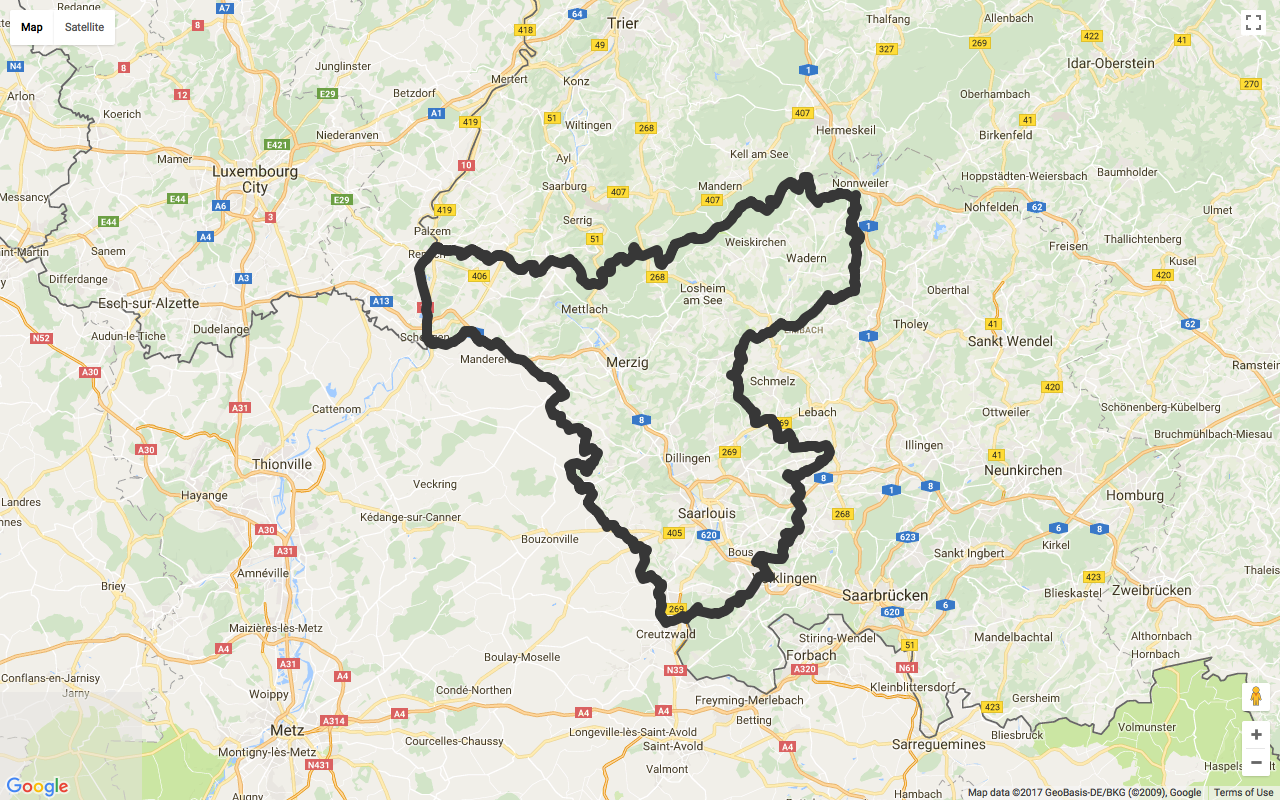 Redange
A7
64
Trier
Thalfang
Allenbach
Map
Satellite
8
418
49
327
269
422
41
N4
Junglinster
Mertert
1
Idar-Oberstein
Arlon
8
Konz
270
12
E29
Betzdorf
Oberhambach
Koerich
A1
419
51
Wiltingen
268
407
41
Niederanven
Hermeskeil
Birkenfeld
E421
Mamer
Ayl
Kell am See
10
Luxembourg
City
Saarburg
407
Mandern
Nonnweiler
Hoppstädten-Weiersbach
Baumholder
Messancy
E44
A6
E29
407
E44
3
419
Serrig
1
Nohfelden
62
Ulmet
A4
Palzem
51
Weiskirchen
Freisen
Thallichtenberg
int-Martin
Sanem
Differdange
A3
406
268
Wadern
Kusel
420
Esch-sur-Alzette
A13
Losheim
am See
Oberthal
Mettlach
Dudelange
Audun-le-Tiche
N52
1
Tholey
41
62
Sankt Wendel
Manderen
Merzig
Ramstein
A30
Schmelz
420
A31
Cattenom
Lebach
Ottweiler
Schönenberg-Kübelberg
8
Bruchmühlbach-Miesau
A30
Illingen
269
41
Thionville
Dillingen
Neunkirchen
Veckring
8
1
8
Hayange
Homburg
Landres
Kédange-sur-Canner
Saarlouis
268
A30
405
620
623
6
8
Bouzonville
Kirkel
A31
Bous
Sankt Ingbert
Amnéville
Briey
423
Zweibrücken
Blieskastel
Saarbrücken
269
620
6
Maizières-lès-Metz
Creutzwald
Stiring-Wendel
Mandelbachtal
Althornbach
Hornbach
A4
51
Forbach
Boulay-Moselle
A31
N33
A320
N61
Conflans-en-Jarnisy
Jarny
A4
Woippy
Condé-Northen
Kleinblittersdorf
Gersheim
Freyming-Merlebach
423
A4
A4
A4
A314
Betting
Metz
Longeville-lès-Saint-Avold
Bliesbruck
Volmunster
Courcelles-Chaussy
Saint-Avold
A4
Sarreguemines
Montigny-lès-Metz
N431
Valmont
Augny
Hambach
Google
Map data ©2017 GeoBasis-DE/BKG (©2009), Google
Terms of Use